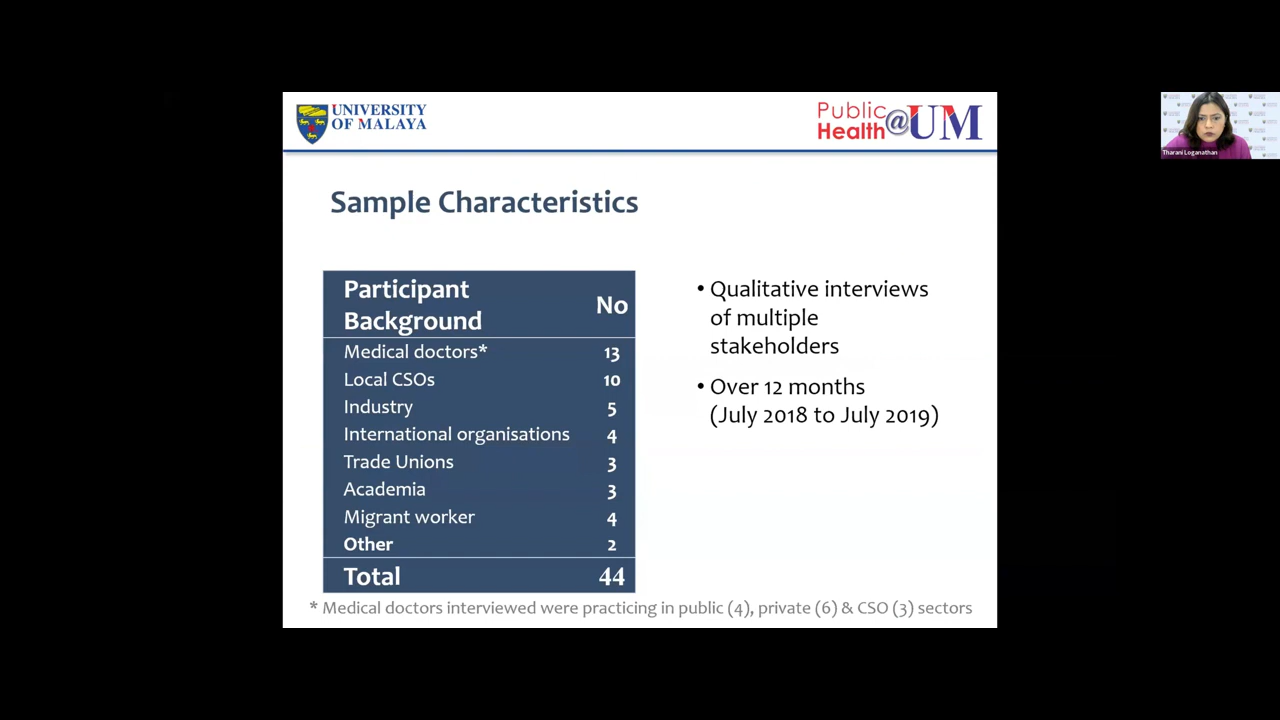 UNIVERSITY
OF MALAYA
Public
Health@UM
Tharani Loganathan
Sample Characteristics
Participant
Background No
Medical doctors* 13
Local CSOs 10
Industry 5
International organisations 4
Trade Unions 3
Academia 3
Migrant worker 4
Other 2
Total 44
* Medical doctors interviewed were practicing in public (4), private (6) & CSO (3) sectors
• Qualitative interviews
of multiple
stakeholders
• Over 12 months
(July 2018 to July 2019)